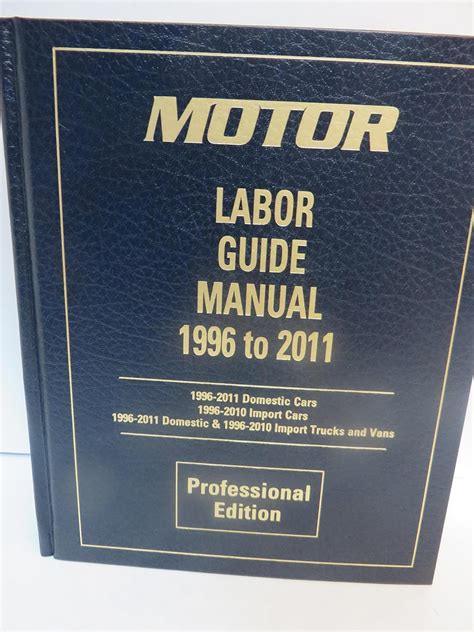 MOTOR
LABOR
GUIDE
MANUAL
1996 to 2011
1996-2011 Domestic Cars
1996-2010 Import Cars
1996-2011 Domestic & 1996-2010 Import Trucks and Vans
Professional
Edition